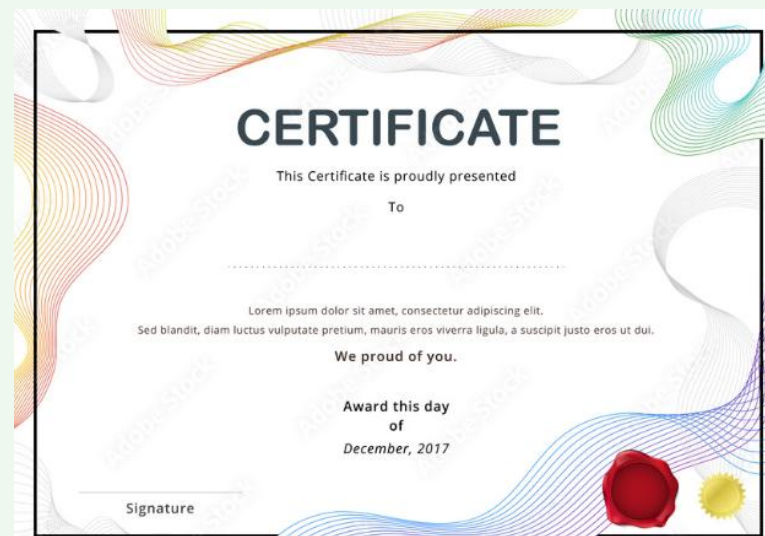 CERTIFICATE
This Certificate is proudly presented
To
Lorem ipsum dolor sit amet, consectetur adipiscing elit.
Sed blandit, diam luctus vulputate pretium, mauris eros viverra ligula, a suscipit justo eros ut dui.
We proud of you.
Award this day
of
December, 2017
Signature
Adobe Stock